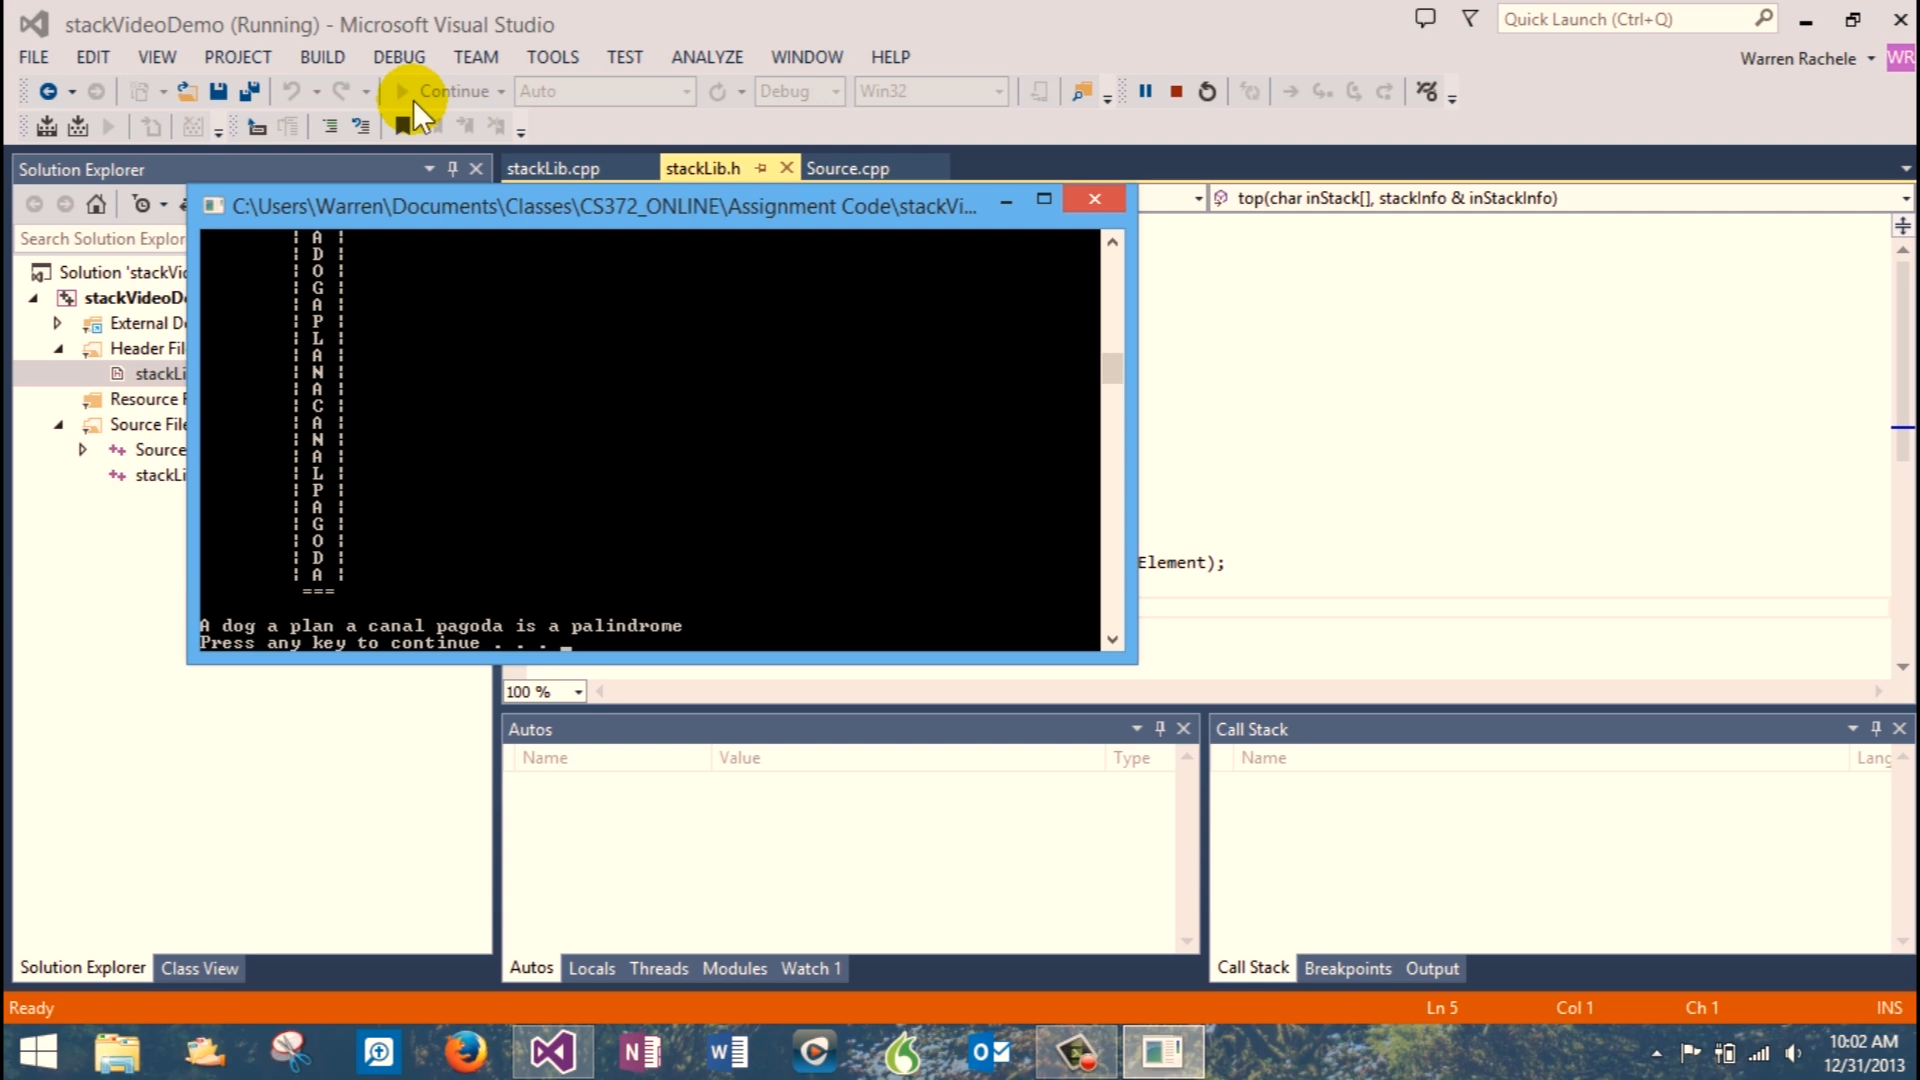 stackVideoDemo (Running) - Microsoft Visual Studio
Quick Launch (Ctrl+Q)
FILE EDIT VIEW PROJECT BUILD DEBUG TEAM TOOLS TEST ANALYZE WINDOW HELP
Warren Rachele WR
Continue Auto Debug Win32
Solution Explorer
stackLib.cpp stackLib.h Source.cpp
top(char inStack[], stackInfo & inStackInfo)
Search Solution Explor
Solution 'stackVi
stackVideoD
External D
Header Fil
stackLi
Resource F
Source File
Source
stackLi
C:\Users\Warren\Documents\Classes\CS372_ONLINE\Assignment Code\stackVi...
| A |
| D |
| O |
| G |
| A |
| P |
| L |
| A |
| N |
| A |
| C |
| A |
| N |
| A |
| L |
| P |
| A |
| G |
| O |
| D |
| A |
===
A dog a plan a canal pagoda is a palindrome
Press any key to continue . . . _
Element);
100 %
Autos
Name Value Type
Call Stack
Name Lang
Solution Explorer Class View
Autos Locals Threads Modules Watch 1
Call Stack Breakpoints Output
Ready
Ln 5 Col 1 Ch 1 INS
10:02 AM
12/31/2013